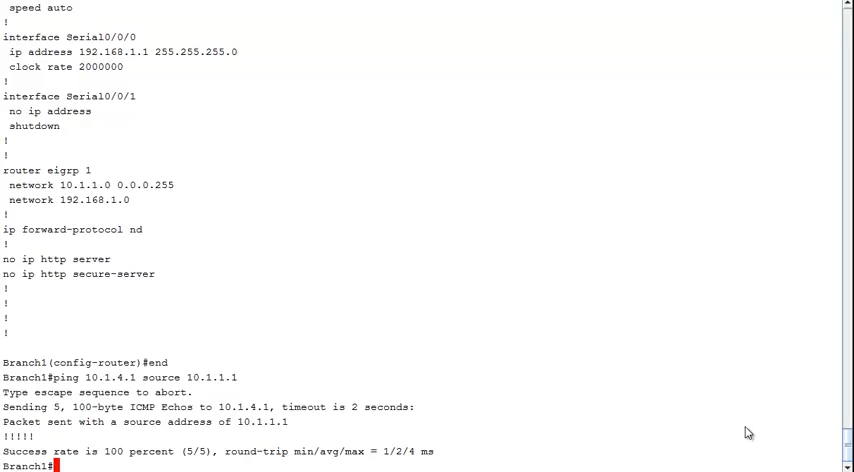 speed auto
!
interface Serial0/0/0
ip address 192.168.1.1 255.255.255.0
clock rate 2000000
!
interface Serial0/0/1
no ip address
shutdown
!
!
router eigrp 1
network 10.1.1.0 0.0.0.255
network 192.168.1.0
!
ip forward-protocol nd
!
no ip http server
no ip http secure-server
!
!
!
!
Branch1(config-router)#end
Branch1#ping 10.1.4.1 source 10.1.1.1
Type escape sequence to abort.
Sending 5, 100-byte ICMP Echos to 10.1.4.1, timeout is 2 seconds:
Packet sent with a source address of 10.1.1.1
!!!!!
Success rate is 100 percent (5/5), round-trip min/avg/max = 1/2/4 ms
Branch1#